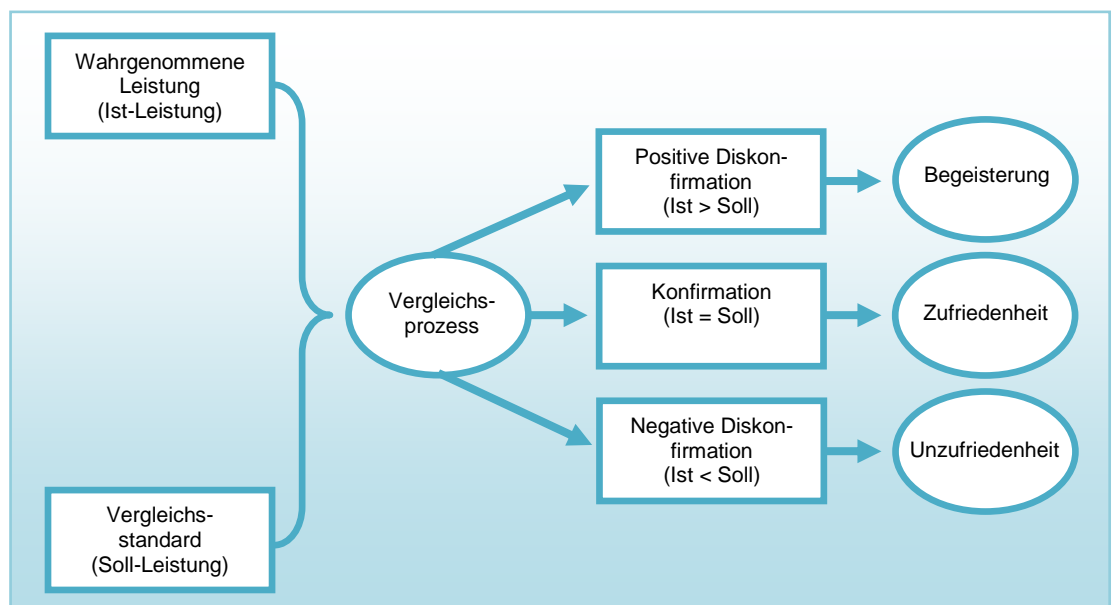 Wahrgenommene
Leistung
(Ist-Leistung)
Vergleichs-
standard
(Soll-Leistung)
Vergleichs-
prozess
Positive Diskon-
firmation
(Ist > Soll)
Begeisterung
Konfirmation
(Ist = Soll)
Zufriedenheit
Negative Diskon-
firmation
(Ist < Soll)
Unzufriedenheit